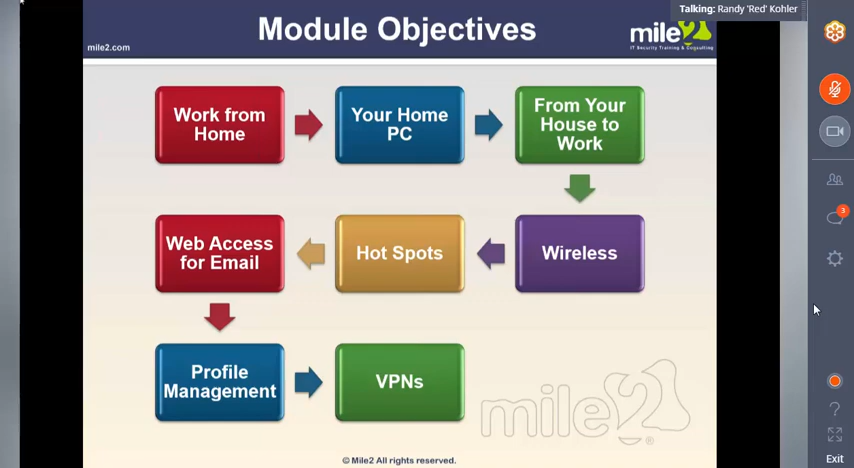 Talking: Randy 'Red' Kohler
Module Objectives
mile2.com
mile2
IT Security Training & Consulting
Work from
Home
Your Home
PC
From Your
House to
Work
Web Access
for Email
Hot Spots
Wireless
Profile
Management
VPNs
mile2
®
© Mile2 All rights reserved.
3
?
Exit